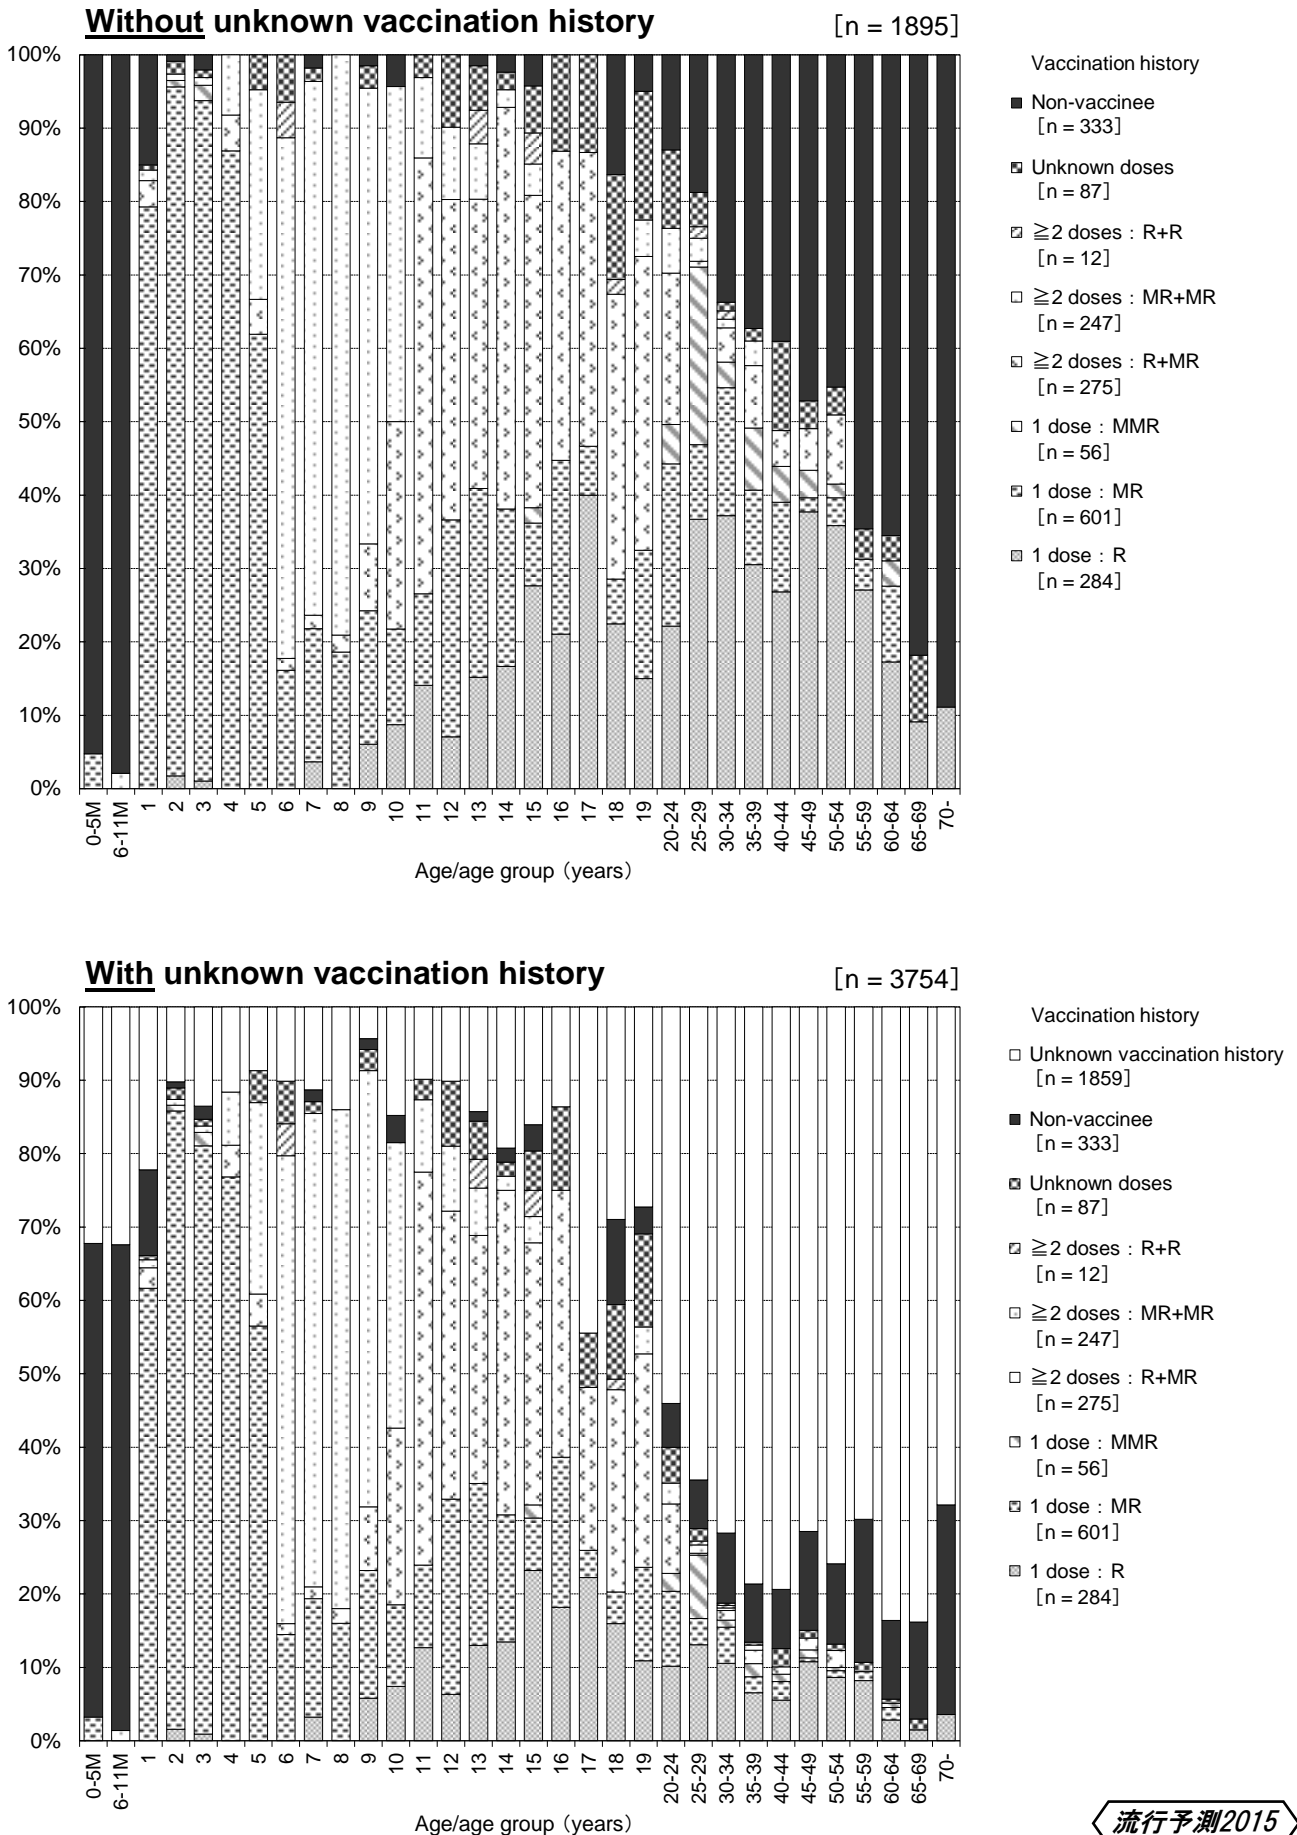 Without unknown vaccination history
[n = 1895]
100%
90%
80%
70%
60%
50%
40%
30%
20%
10%
0%
0-5M
6-11M
1
2
3
4
5
6
7
8
9
10
11
12
13
14
15
16
17
18
19
20-24
25-29
30-34
35-39
40-44
45-49
50-54
55-59
60-64
65-69
70-
Age/age group（years）
Vaccination history
Non-vaccinee
[n = 333]
Unknown doses
[n = 87]
≧2 doses：R+R
[n = 12]
≧2 doses：MR+MR
[n = 247]
≧2 doses：R+MR
[n = 275]
1 dose：MMR
[n = 56]
1 dose：MR
[n = 601]
1 dose：R
[n = 284]
With unknown vaccination history
[n = 3754]
100%
90%
80%
70%
60%
50%
40%
30%
20%
10%
0%
0-5M
6-11M
1
2
3
4
5
6
7
8
9
10
11
12
13
14
15
16
17
18
19
20-24
25-29
30-34
35-39
40-44
45-49
50-54
55-59
60-64
65-69
70-
Age/age group（years）
Vaccination history
Unknown vaccination history
[n = 1859]
Non-vaccinee
[n = 333]
Unknown doses
[n = 87]
≧2 doses：R+R
[n = 12]
≧2 doses：MR+MR
[n = 247]
≧2 doses：R+MR
[n = 275]
1 dose：MMR
[n = 56]
1 dose：MR
[n = 601]
1 dose：R
[n = 284]
流行予測2015